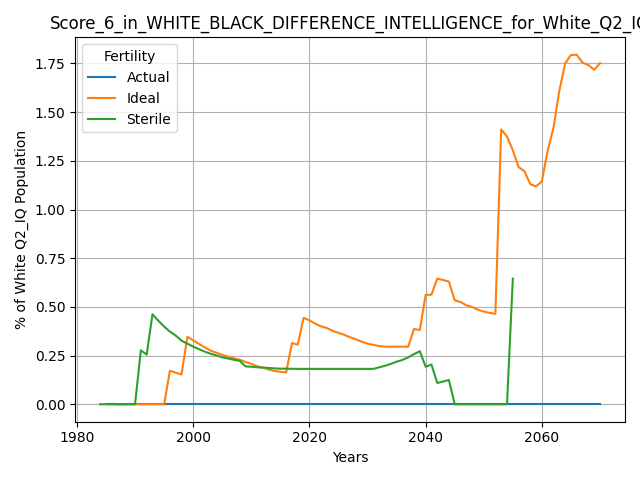 Score_6_in_WHITE_BLACK_DIFFERENCE_INTELLIGENCE_for_White_Q2_IQ
Fertility
Actual
Ideal
Sterile
% of White Q2_IQ Population
1.75
1.50
1.25
1.00
0.75
0.50
0.25
0.00
1980 2000 2020 2040 2060
Years